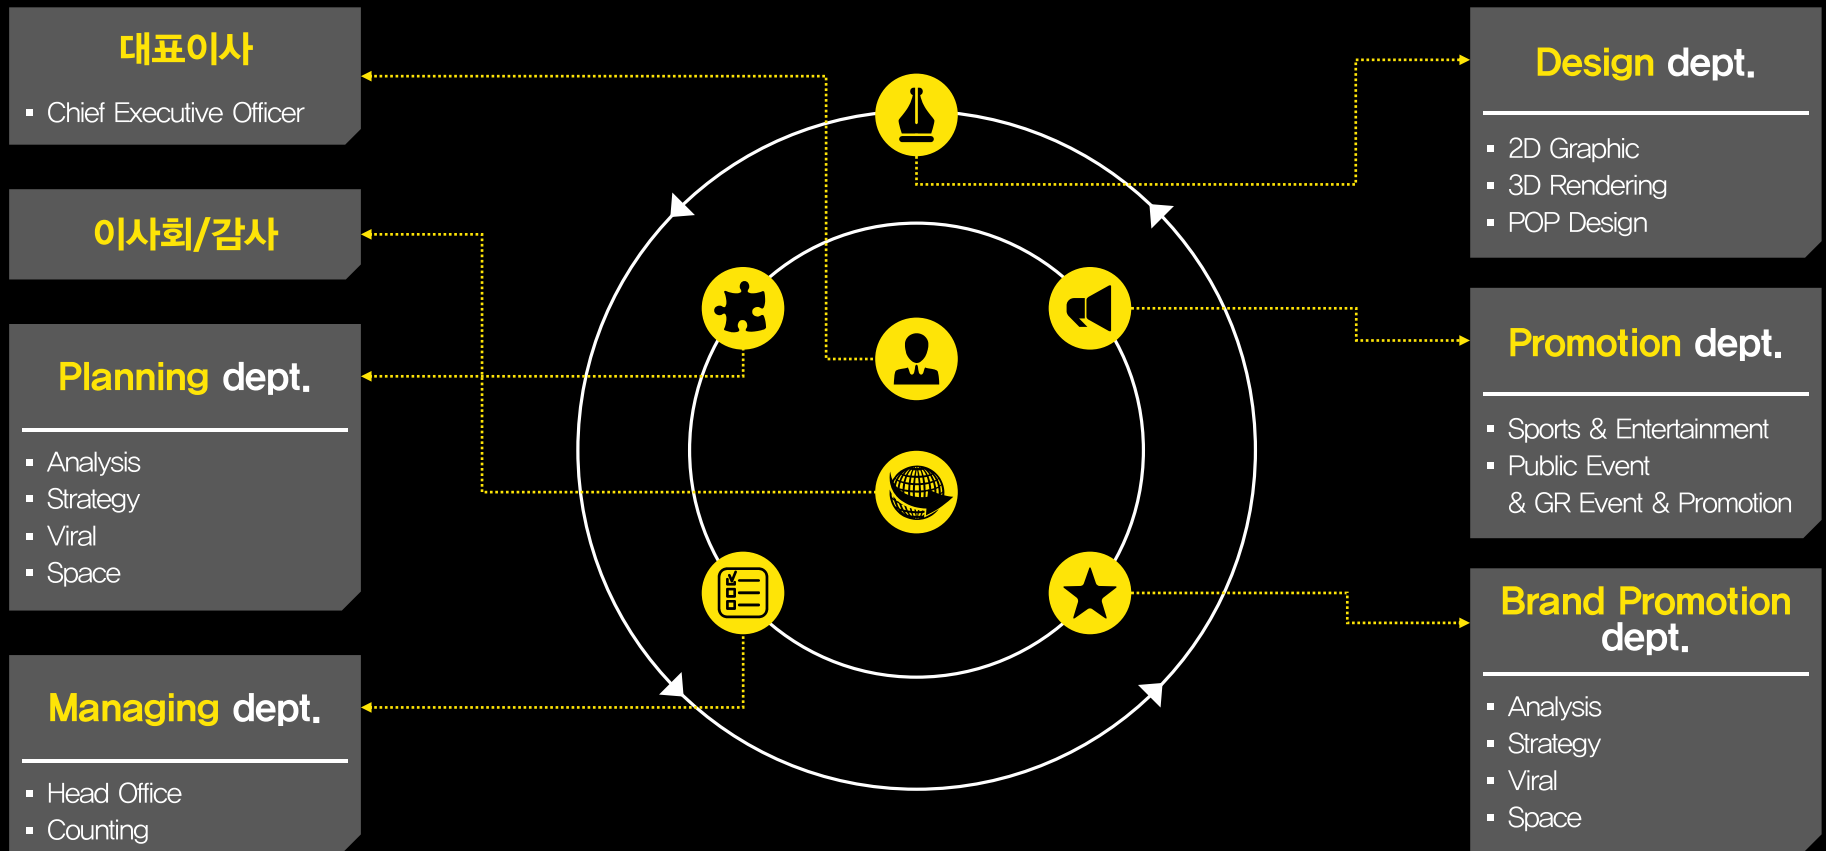 대표이사
▪ Chief Executive Officer
이사회/감사
Planning dept.
▪ Analysis
▪ Strategy
▪ Viral
▪ Space
Managing dept.
▪ Head Office
▪ Counting
Design dept.
▪ 2D Graphic
▪ 3D Rendering
▪ POP Design
Promotion dept.
▪ Sports & Entertainment
▪ Public Event
& GR Event & Promotion
Brand Promotion
dept.
▪ Analysis
▪ Strategy
▪ Viral
▪ Space